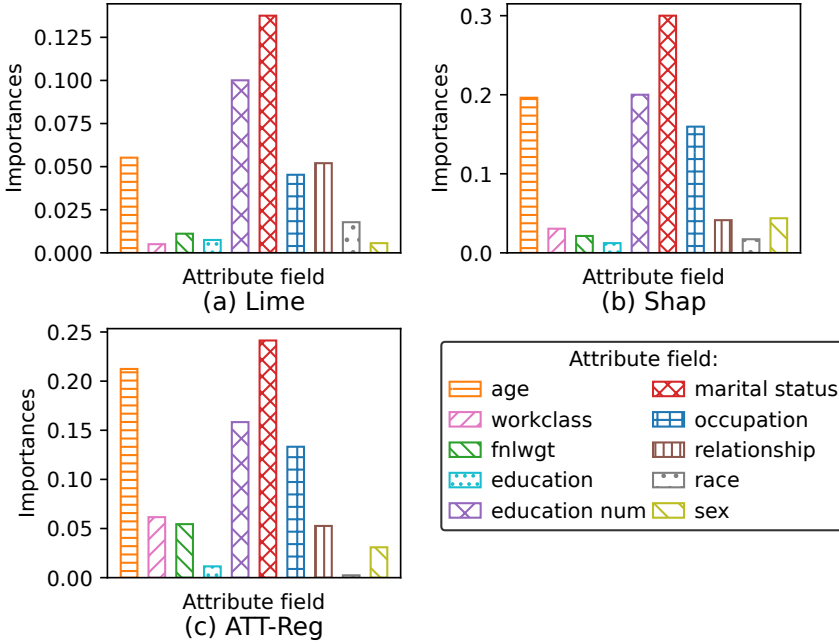 Importances
0.125
0.100
0.075
0.050
0.025
0.000
Attribute field
(a) Lime
Importances
0.3
0.2
0.1
0.0
Attribute field
(b) Shap
Importances
0.25
0.20
0.15
0.10
0.05
0.00
Attribute field
(c) ATT-Reg
Attribute field:
age
workclass
fnlwgt
education
education num
marital status
occupation
relationship
race
sex